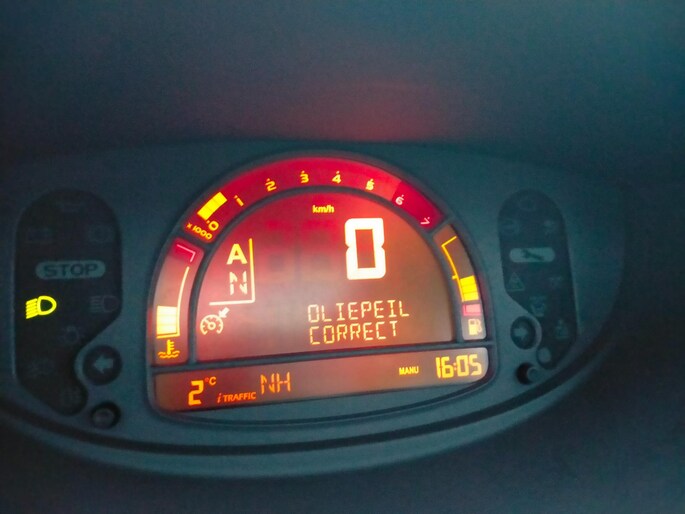 1 2 3 4 5 6 7
0
x1000
km/h
A
N
0
OLIEPEIL
CORRECT
STOP
2°C
i TRAFFIC
NH
MANU
16:05